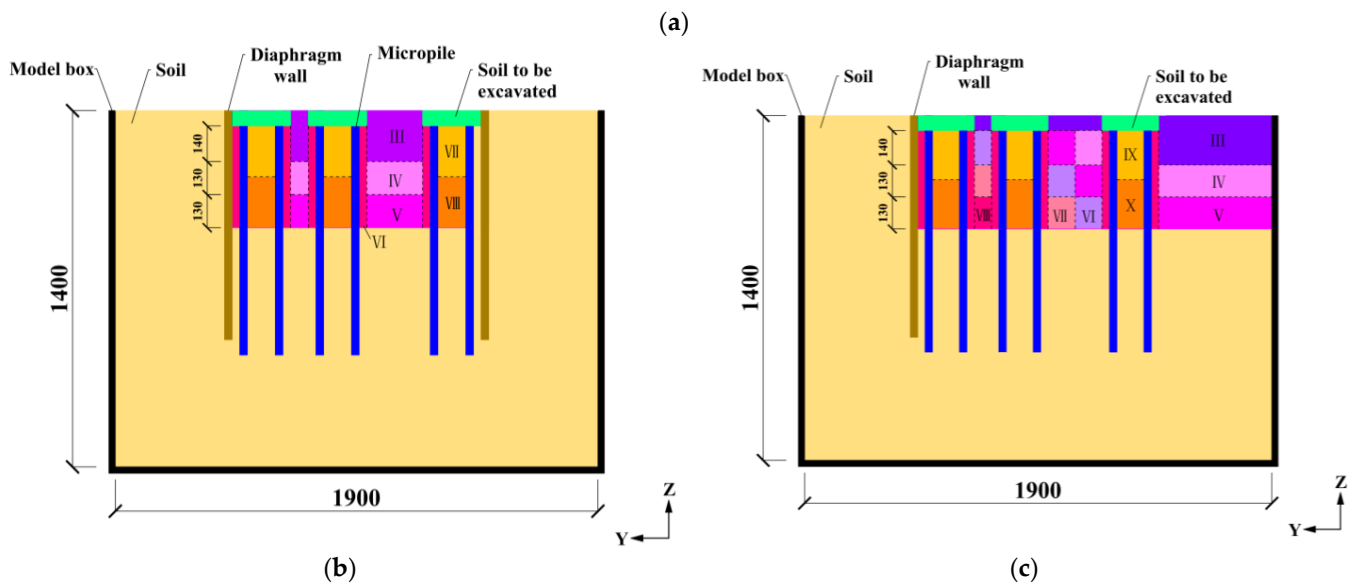 (a)
Model box
Soil
Diaphragm
wall
Micropile
Soil to be
excavated
140
130
130
III
IV
V
VI
VII
VIII
1400
1900
Z
Y
(b)
Model box
Soil
Diaphragm
wall
Soil to be
excavated
140
130
130
III
IV
V
IX
X
VIII
VII
VI
1400
1900
Z
Y
(c)